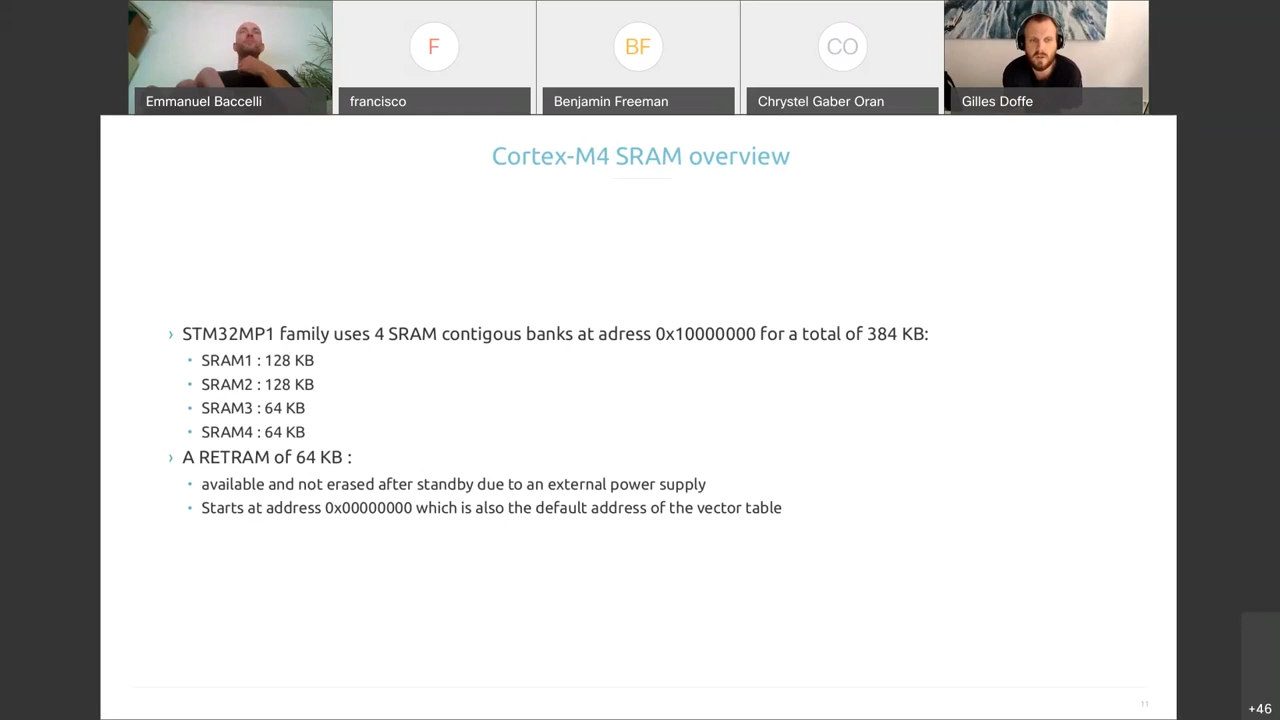 F
BF
CO
Emmanuel Baccelli
francisco
Benjamin Freeman
Chrystel Gaber Oran
Gilles Doffe
Cortex-M4 SRAM overview
› STM32MP1 family uses 4 SRAM contigous banks at adress 0x10000000 for a total of 384 KB:
• SRAM1 : 128 KB
• SRAM2 : 128 KB
• SRAM3 : 64 KB
• SRAM4 : 64 KB
› A RETRAM of 64 KB :
• available and not erased after standby due to an external power supply
• Starts at address 0x00000000 which is also the default address of the vector table
11
+46